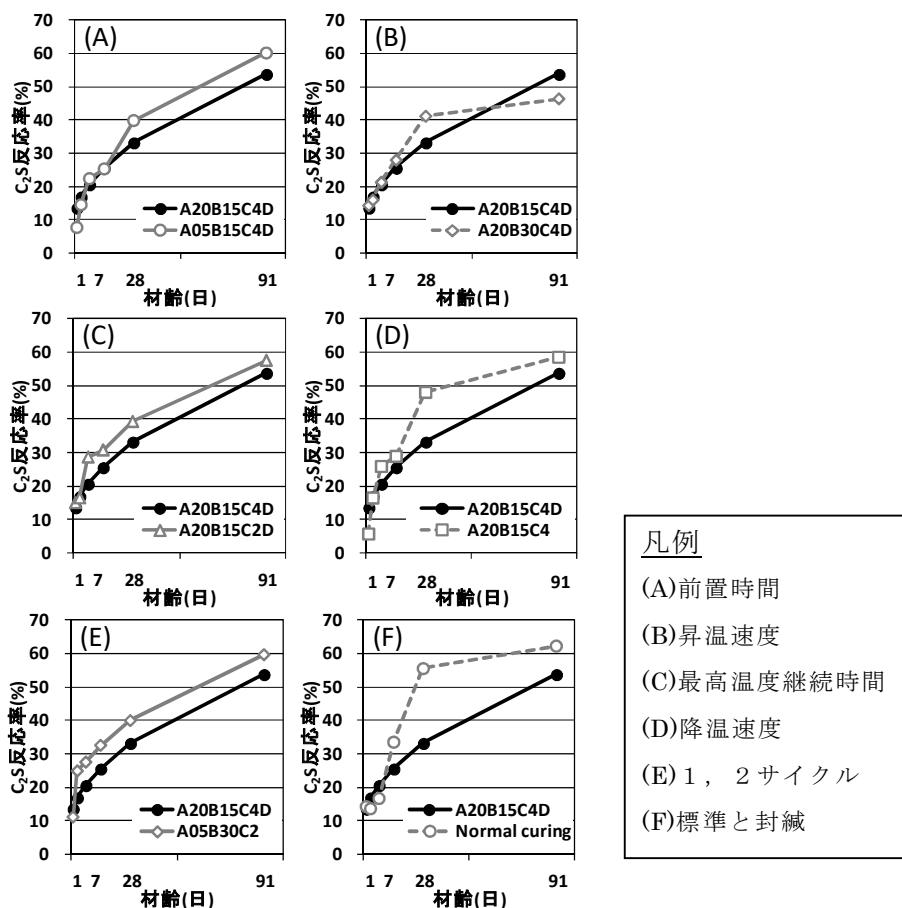 (A)
70
60
50
40
30
20
10
0
C₂S反応率(%)
A20B15C4D
A05B15C4D
1 7 28 91
材齢(日)
(B)
70
60
50
40
30
20
10
0
C₂S反応率(%)
A20B15C4D
A20B30C4D
1 7 28 91
材齢(日)
(C)
70
60
50
40
30
20
10
0
C₂S反応率(%)
A20B15C4D
A20B15C2D
1 7 28 91
材齢(日)
(D)
70
60
50
40
30
20
10
0
C₂S反応率(%)
A20B15C4D
A20B15C4
1 7 28 91
材齢(日)
(E)
70
60
50
40
30
20
10
0
C₂S反応率(%)
A20B15C4D
A05B30C2
1 7 28 91
材齢(日)
(F)
70
60
50
40
30
20
10
0
C₂S反応率(%)
A20B15C4D
Normal curing
1 7 28 91
材齢(日)
凡例
(A)前置時間
(B)昇温速度
(C)最高温度継続時間
(D)降温速度
(E)１，２サイクル
(F)標準と封緘